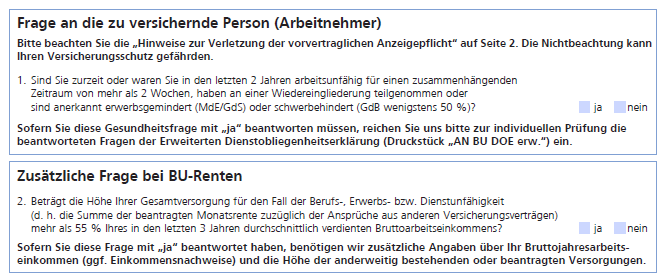 Frage an die zu versichernde Person (Arbeitnehmer)
Bitte beachten Sie die „Hinweise zur Verletzung der vorvertraglichen Anzeigepflicht“ auf Seite 2. Die Nichtbeachtung kann
Ihren Versicherungsschutz gefährden.
1. Sind Sie zurzeit oder waren Sie in den letzten 2 Jahren arbeitsunfähig für einen zusammenhängenden
Zeitraum von mehr als 2 Wochen, haben an einer Wiedereingliederung teilgenommen oder
sind anerkannt erwerbsgemindert (MdE/GdS) oder schwerbehindert (GdB wenigstens 50 %)? ja nein
Sofern Sie diese Gesundheitsfrage mit „ja“ beantworten müssen, reichen Sie uns bitte zur individuellen Prüfung die
beantworteten Fragen der Erweiterten Dienstobliegenheitserklärung (Druckstück „AN BU DOE erw.“) ein.
Zusätzliche Frage bei BU-Renten
2. Beträgt die Höhe Ihrer Gesamtversorgung für den Fall der Berufs-, Erwerbs- bzw. Dienstunfähigkeit
(d. h. die Summe der beantragten Monatsrente zuzüglich der Ansprüche aus anderen Versicherungsverträgen)
mehr als 55 % Ihres in den letzten 3 Jahren durchschnittlich verdienten Bruttoarbeitseinkommens? ja nein
Sofern Sie diese Frage mit „ja“ beantwortet haben, benötigen wir zusätzliche Angaben über Ihr Bruttojahresarbeits-
einkommen (ggf. Einkommensnachweise) und die Höhe der anderweitig bestehenden oder beantragten Versorgungen.